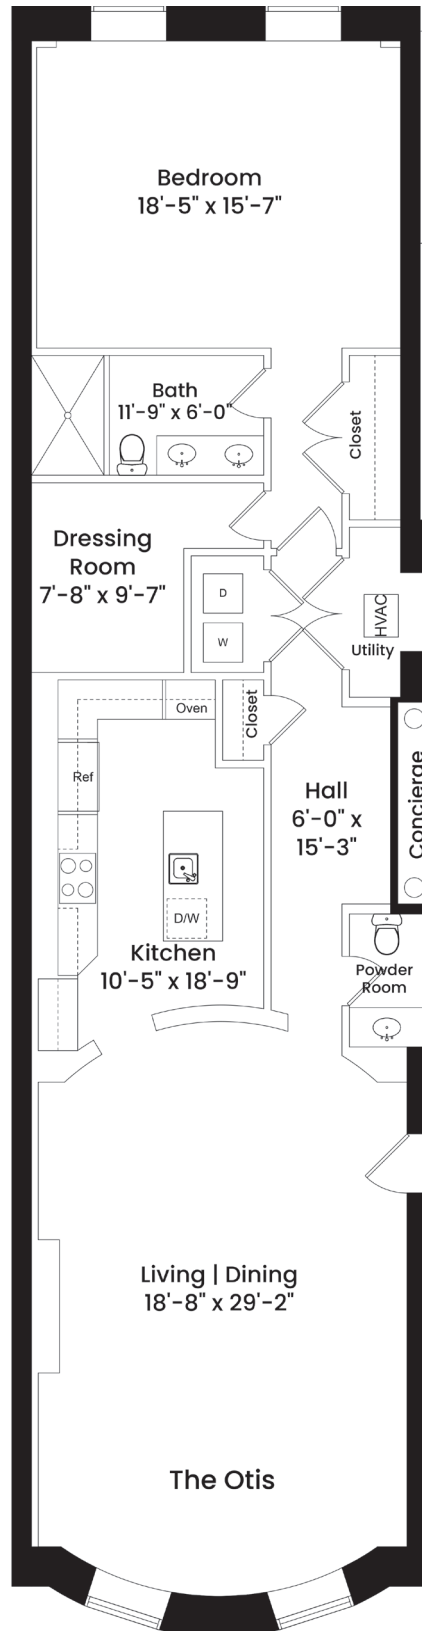 Bedroom
18'-5" x 15'-7"
Bath
11'-9" x 6'-0"
Closet
Dressing
Room
7'-8" x 9'-7"
D
W
HVAC
Utility
Oven
Closet
Ref
Hall
6'-0" x
15'-3"
Concierge
D/W
Kitchen
10'-5" x 18'-9"
Powder
Room
Living | Dining
18'-8" x 29'-2"
The Otis